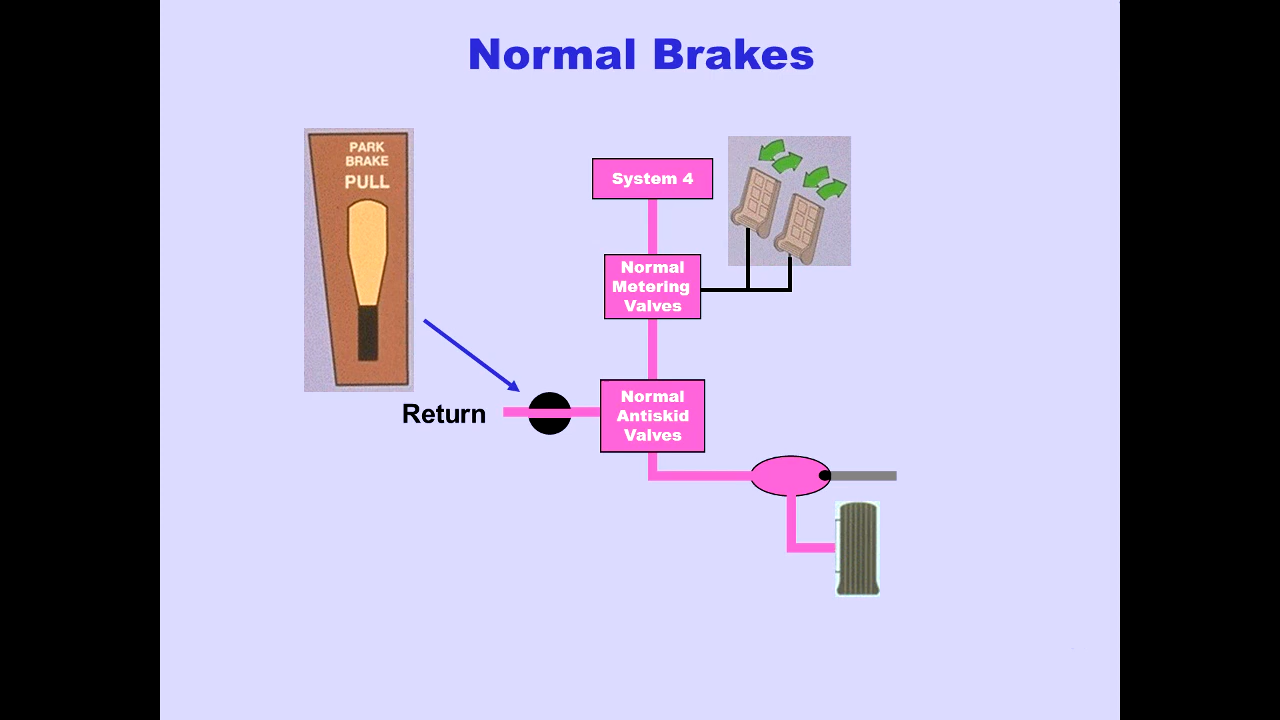 Normal Brakes
PARK
BRAKE
PULL
System 4
Normal
Metering
Valves
Normal
Antiskid
Valves
Return